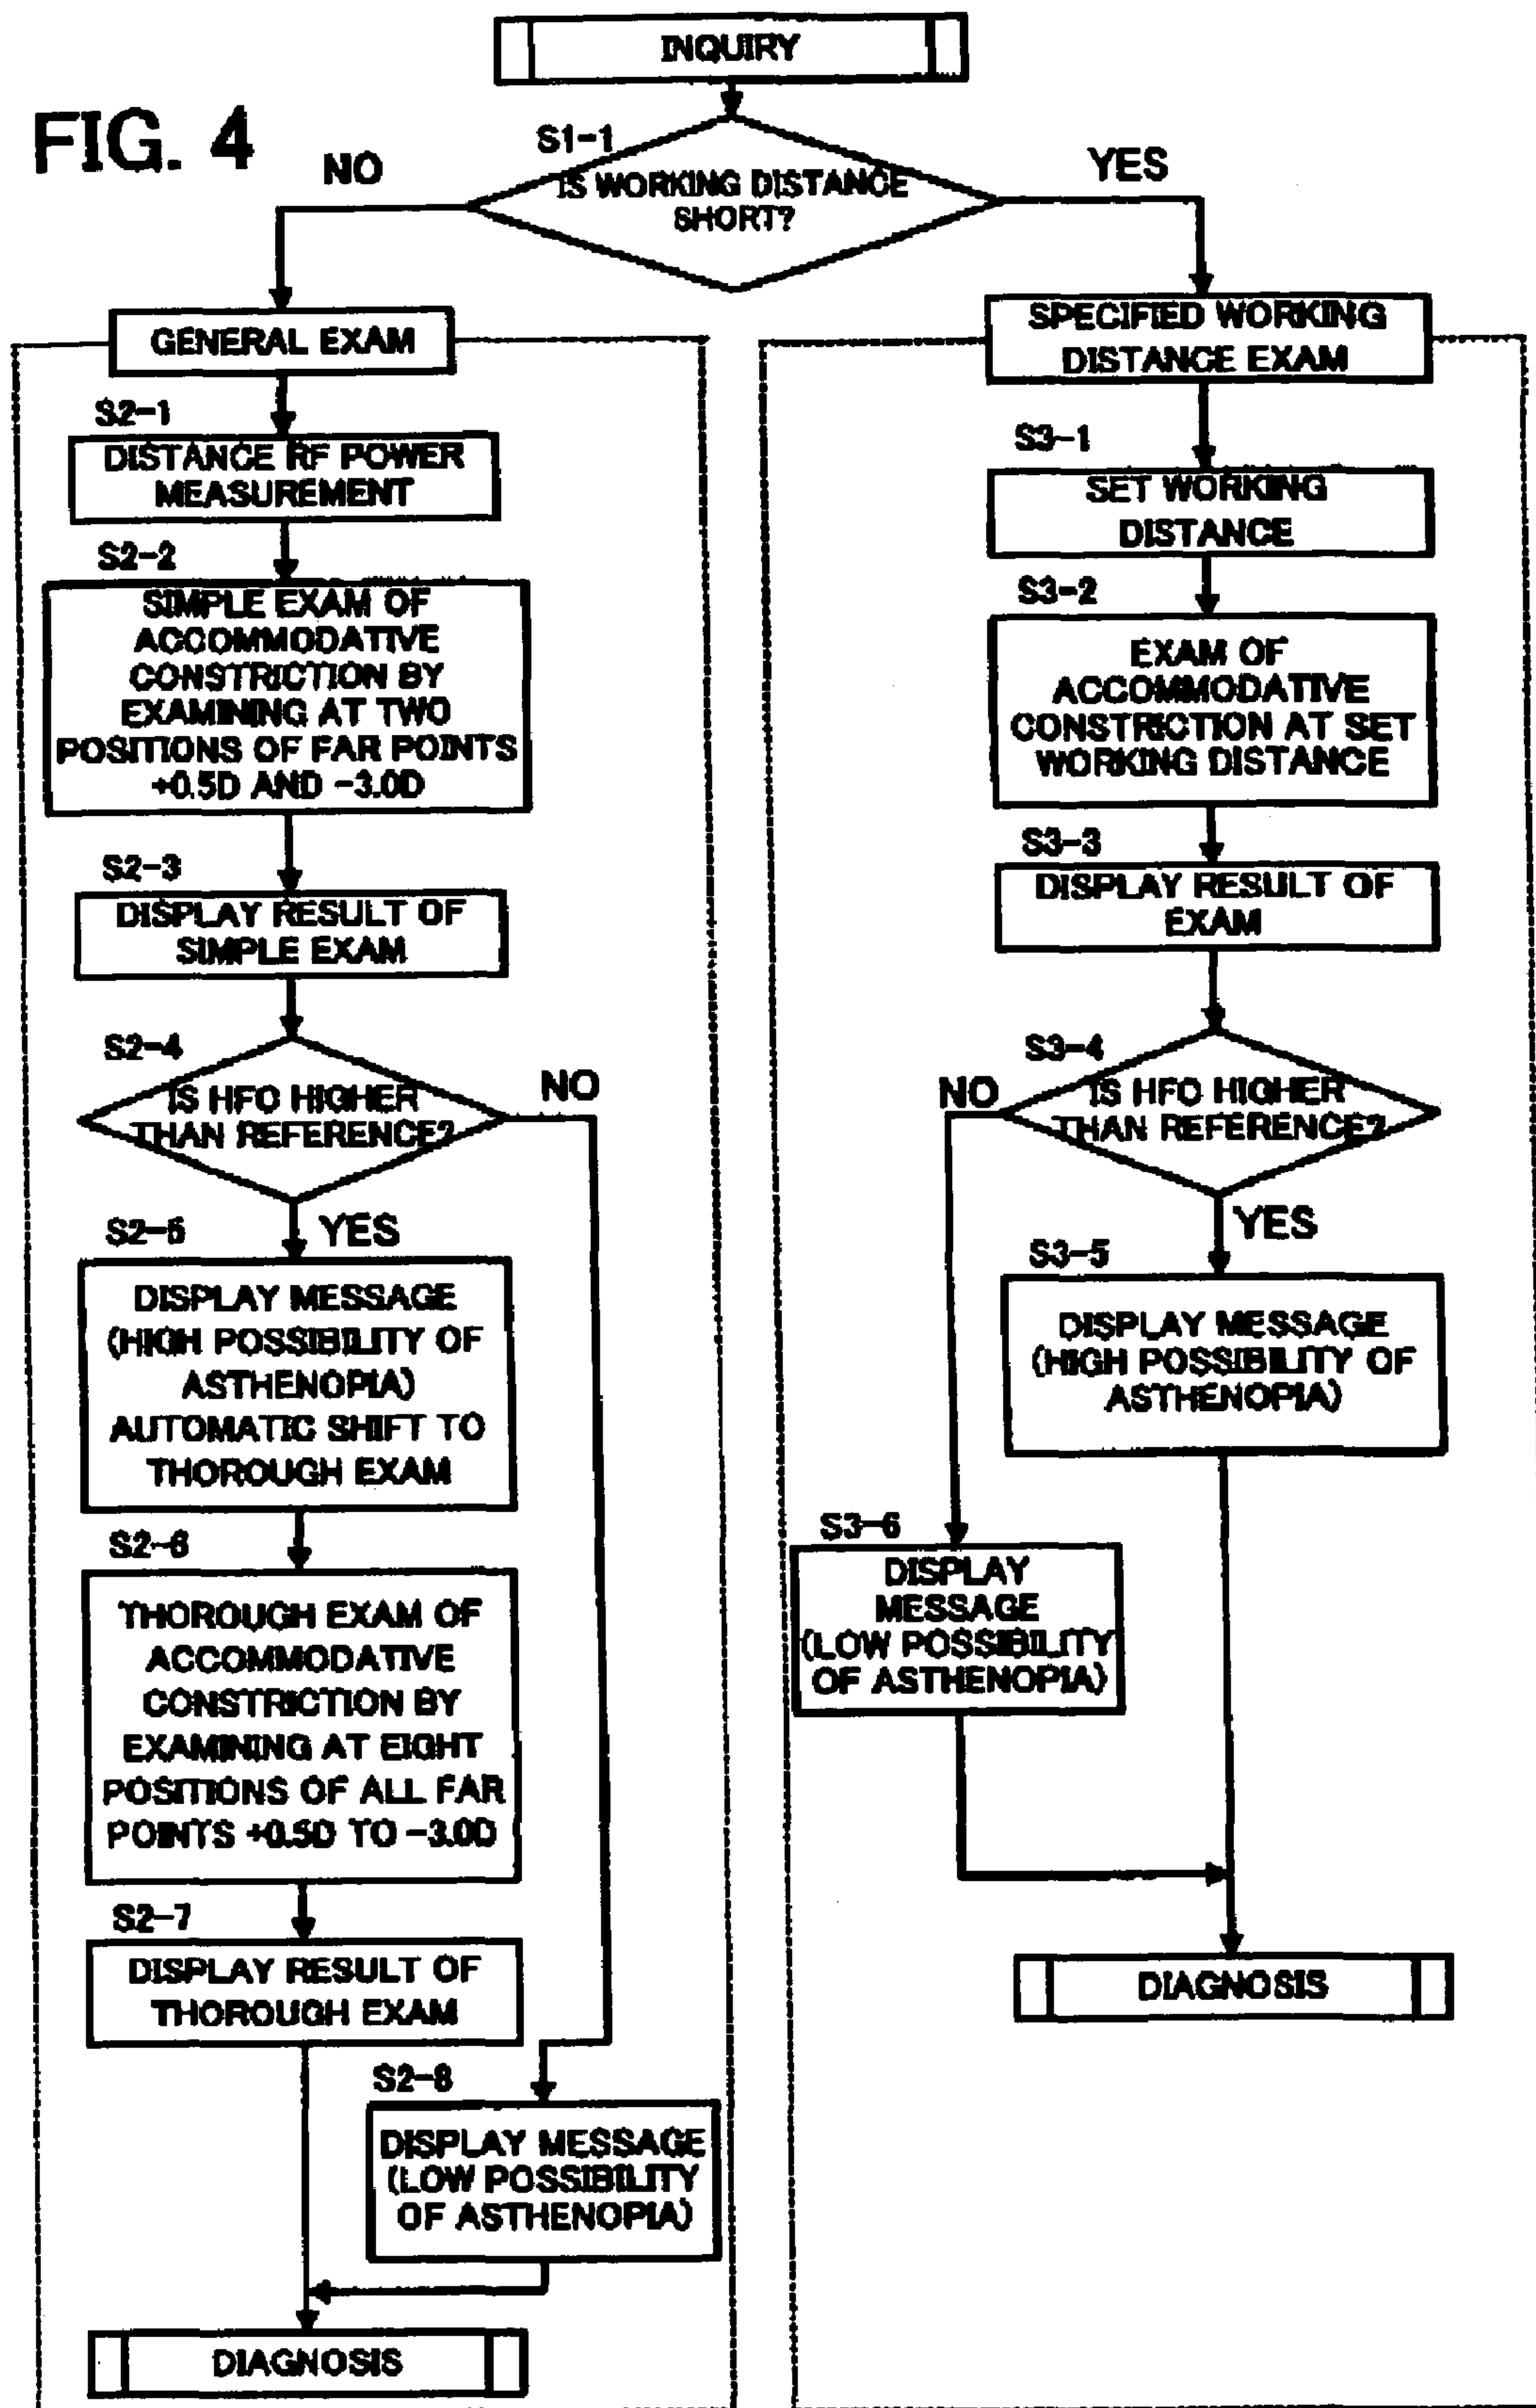 INQUIRY
FIG. 4
S1-1
NO
YES
IS WORKING DISTANCE
SHORT?
GENERAL EXAM
S2-1
DISTANCE RF POWER
MEASUREMENT
S2-2
SIMPLE EXAM OF
ACCOMMODATIVE
CONSTRICTION BY
EXAMINING AT TWO
POSITIONS OF FAR POINTS
+0.5D AND -3.0D
S2-3
DISPLAY RESULT OF
SIMPLE EXAM
S2-4
IS HFC HIGHER
THAN REFERENCE?
NO
YES
S2-5
DISPLAY MESSAGE
(HIGH POSSIBILITY OF
ASTHENOPIA)
AUTOMATIC SHIFT TO
THOROUGH EXAM
S2-6
THOROUGH EXAM OF
ACCOMMODATIVE
CONSTRICTION BY
EXAMINING AT EIGHT
POSITIONS OF ALL FAR
POINTS +0.5D TO -3.0D
S2-7
DISPLAY RESULT OF
THOROUGH EXAM
S2-8
DISPLAY MESSAGE
(LOW POSSIBILITY
OF ASTHENOPIA)
DIAGNOSIS
SPECIFIED WORKING
DISTANCE EXAM
S3-1
SET WORKING
DISTANCE
S3-2
EXAM OF
ACCOMMODATIVE
CONSTRICTION AT SET
WORKING DISTANCE
S3-3
DISPLAY RESULT OF
EXAM
S3-4
NO
IS HFC HIGHER
THAN REFERENCE?
YES
S3-5
DISPLAY MESSAGE
(HIGH POSSIBILITY OF
ASTHENOPIA)
S3-6
DISPLAY
MESSAGE
(LOW POSSIBILITY
OF ASTHENOPIA)
DIAGNOSIS